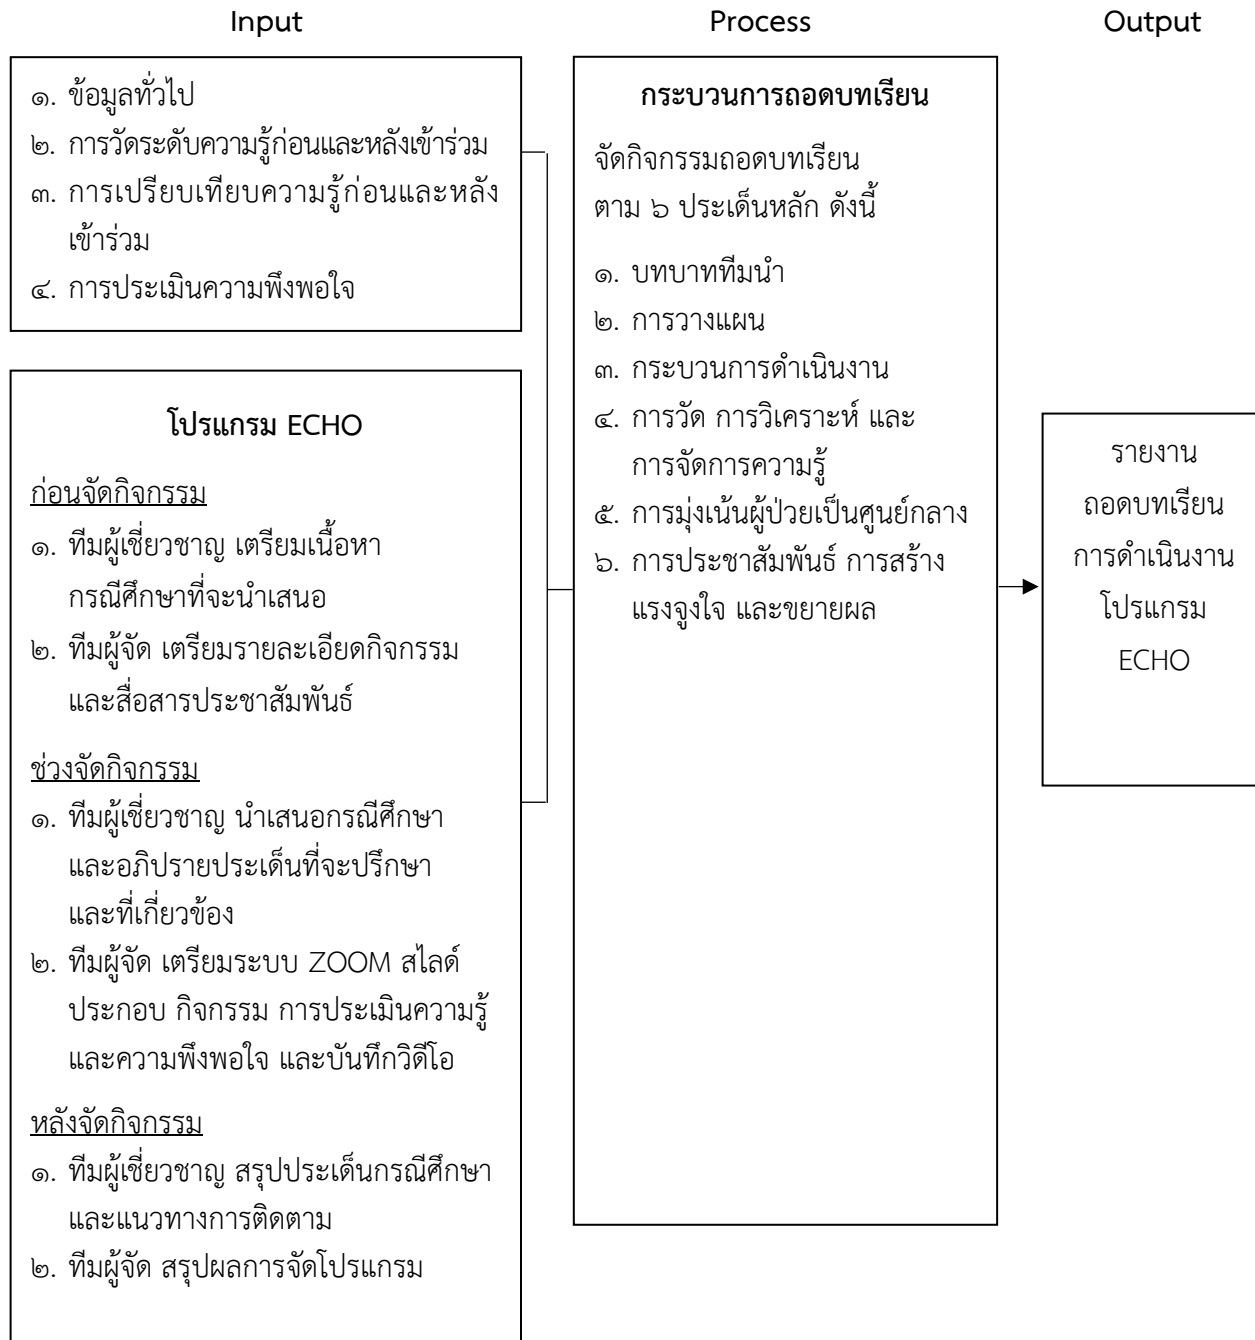 Input
Process
Output
๑. ข้อมูลทั่วไป
๒. การวัดระดับความรู้ก่อนและหลังเข้าร่วม
๓. การเปรียบเทียบความรู้ก่อนและหลัง
เข้าร่วม
๔. การประเมินความพึงพอใจ
โปรแกรม ECHO
ก่อนจัดกิจกรรม
๑. ทีมผู้เชี่ยวชาญ เตรียมเนื้อหา
กรณีศึกษาที่จะนำเสนอ
๒. ทีมผู้จัด เตรียมรายละเอียดกิจกรรม
และสื่อสารประชาสัมพันธ์
ช่วงจัดกิจกรรม
๑. ทีมผู้เชี่ยวชาญ นำเสนอกรณีศึกษา
และอภิปรายประเด็นที่จะปรึกษา
และที่เกี่ยวข้อง
๒. ทีมผู้จัด เตรียมระบบ ZOOM สไลด์
ประกอบ กิจกรรม การประเมินความรู้
และความพึงพอใจ และบันทึกวิดีโอ
หลังจัดกิจกรรม
๑. ทีมผู้เชี่ยวชาญ สรุปประเด็นกรณีศึกษา
และแนวทางการติดตาม
๒. ทีมผู้จัด สรุปผลการจัดโปรแกรม
กระบวนการถอดบทเรียน
จัดกิจกรรมถอดบทเรียน
ตาม ๖ ประเด็นหลัก ดังนี้
๑. บทบาททีมนำ
๒. การวางแผน
๓. กระบวนการดำเนินงาน
๔. การวัด การวิเคราะห์ และ
การจัดการความรู้
๕. การมุ่งเน้นผู้ป่วยเป็นศูนย์กลาง
๖. การประชาสัมพันธ์ การสร้าง
แรงจูงใจ และขยายผล
รายงาน
ถอดบทเรียน
การดำเนินงาน
โปรแกรม
ECHO